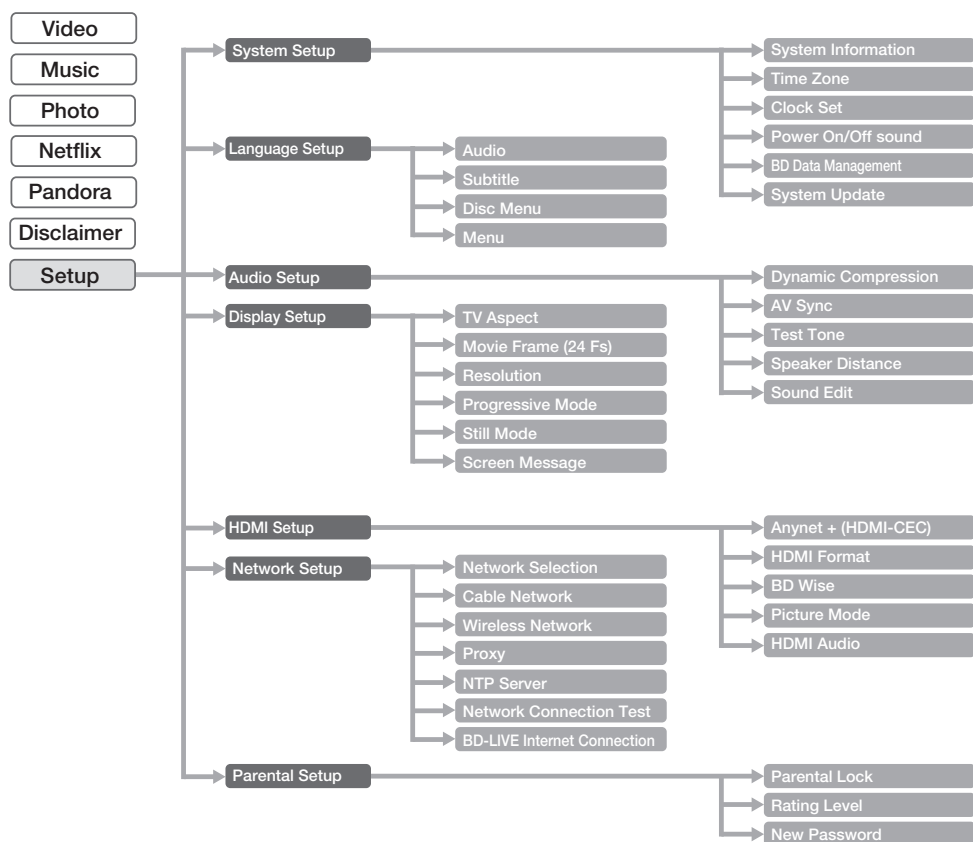 Video
Music
Photo
Netflix
Pandora
Disclaimer
Setup
System Setup
System Information
Time Zone
Clock Set
Power On/Off sound
BD Data Management
System Update
Language Setup
Audio
Subtitle
Disc Menu
Menu
Audio Setup
Dynamic Compression
AV Sync
Test Tone
Speaker Distance
Sound Edit
Display Setup
TV Aspect
Movie Frame (24 Fs)
Resolution
Progressive Mode
Still Mode
Screen Message
HDMI Setup
Anynet + (HDMI-CEC)
HDMI Format
BD Wise
Picture Mode
HDMI Audio
Network Setup
Network Selection
Cable Network
Wireless Network
Proxy
NTP Server
Network Connection Test
BD-LIVE Internet Connection
Parental Setup
Parental Lock
Rating Level
New Password